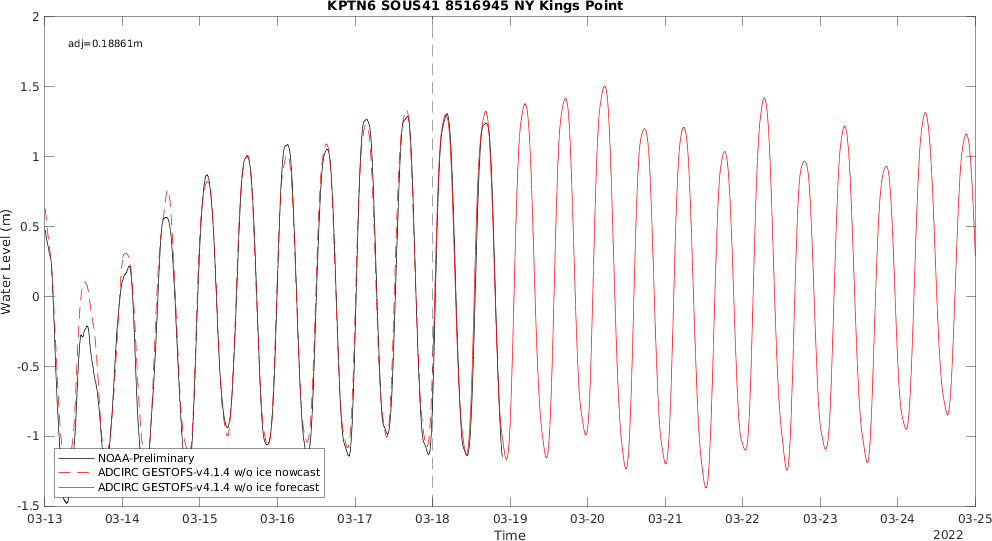 KPTN6 SOUS41 8516945 NY Kings Point
adj=0.18861m
Water Level (m)
2
1.5
1
0.5
0
-0.5
-1
-1.5
NOAA-Preliminary
ADCIRC GESTOFS-v4.1.4 w/o ice nowcast
ADCIRC GESTOFS-v4.1.4 w/o ice forecast
03-13 03-14 03-15 03-16 03-17 03-18 03-19 03-20 03-21 03-22 03-23 03-24 03-25
Time
2022